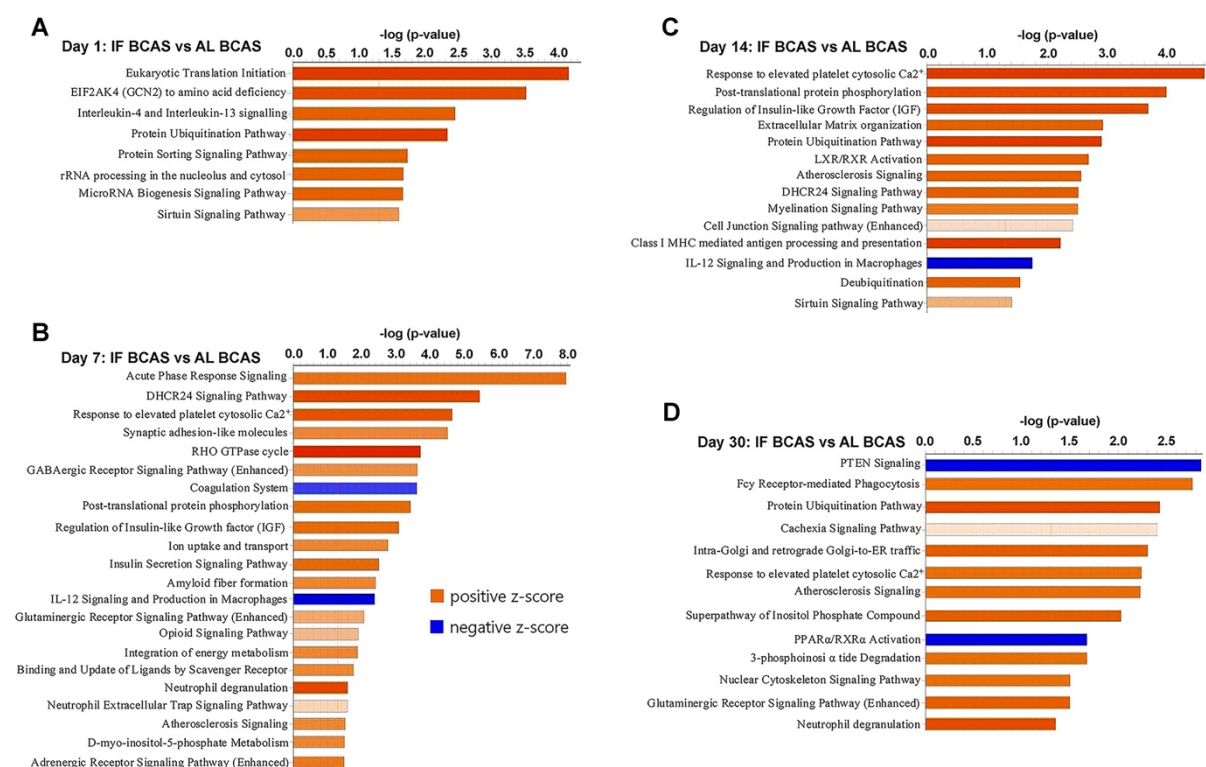 A
Day 1: IF BCAS vs AL BCAS
-log (p-value)
0.0 0.5 1.0 1.5 2.0 2.5 3.0 3.5 4.0
Eukaryotic Translation Initiation
EIF2AK4 (GCN2) to amino acid deficiency
Interleukin-4 and Interleukin-13 signalling
Protein Ubiquitination Pathway
Protein Sorting Signaling Pathway
rRNA processing in the nucleolus and cytosol
MicroRNA Biogenesis Signaling Pathway
Sirtuin Signaling Pathway
B
Day 7: IF BCAS vs AL BCAS
-log (p-value)
0.0 1.0 2.0 3.0 4.0 5.0 6.0 7.0 8.0
Acute Phase Response Signaling
DHCR24 Signaling Pathway
Response to elevated platelet cytosolic Ca2+
Synaptic adhesion-like molecules
RHO GTPase cycle
GABAergic Receptor Signaling Pathway (Enhanced)
Coagulation System
Post-translational protein phosphorylation
Regulation of Insulin-like Growth factor (IGF)
Ion uptake and transport
Insulin Secretion Signaling Pathway
Amyloid fiber formation
IL-12 Signaling and Production in Macrophages
Glutaminergic Receptor Signaling Pathway (Enhanced)
Opioid Signaling Pathway
Integration of energy metabolism
Binding and Update of Ligands by Scavenger Receptor
Neutrophil degranulation
Neutrophil Extracellular Trap Signaling Pathway
Atherosclerosis Signaling
D-myo-inositol-5-phosphate Metabolism
Adrenergic Receptor Signaling Pathway (Enhanced)
positive z-score
negative z-score
C
Day 14: IF BCAS vs AL BCAS
-log (p-value)
0.0 1.0 2.0 3.0 4.0
Response to elevated platelet cytosolic Ca2+
Post-translational protein phosphorylation
Regulation of Insulin-like Growth Factor (IGF)
Extracellular Matrix organization
Protein Ubiquitination Pathway
LXR/RXR Activation
Atherosclerosis Signaling
DHCR24 Signaling Pathway
Myelination Signaling Pathway
Cell Junction Signaling pathway (Enhanced)
Class I MHC mediated antigen processing and presentation
IL-12 Signaling and Production in Macrophages
Deubiquitination
Sirtuin Signaling Pathway
D
Day 30: IF BCAS vs AL BCAS
-log (p-value)
0.0 0.5 1.0 1.5 2.0 2.5
PTEN Signaling
Fcy Receptor-mediated Phagocytosis
Protein Ubiquitination Pathway
Cachexia Signaling Pathway
Intra-Golgi and retrograde Golgi-to-ER traffic
Response to elevated platelet cytosolic Ca2+
Atherosclerosis Signaling
Superpathway of Inositol Phosphate Compound
PPARα/RXRα Activation
3-phosphoinosi α tide Degradation
Nuclear Cytoskeleton Signaling Pathway
Glutaminergic Receptor Signaling Pathway (Enhanced)
Neutrophil degranulation